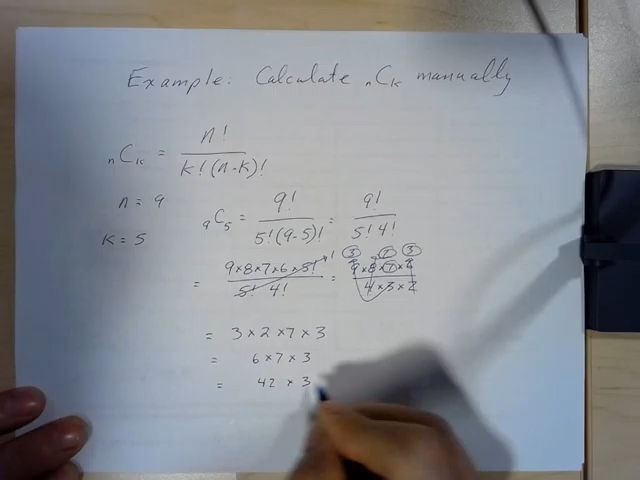 Example: Calculate nCk manually
nCk = n! / k!(n-k)!
n = 9
k = 5
9C5 = 9! / 5!(9-5)! = 9! / 5!4!
= 9×8×7×6×5! / 5! 4! = 9×8×7×6 / 4×3×2
= 3×2×7×3
= 6×7×3
= 42 × 3